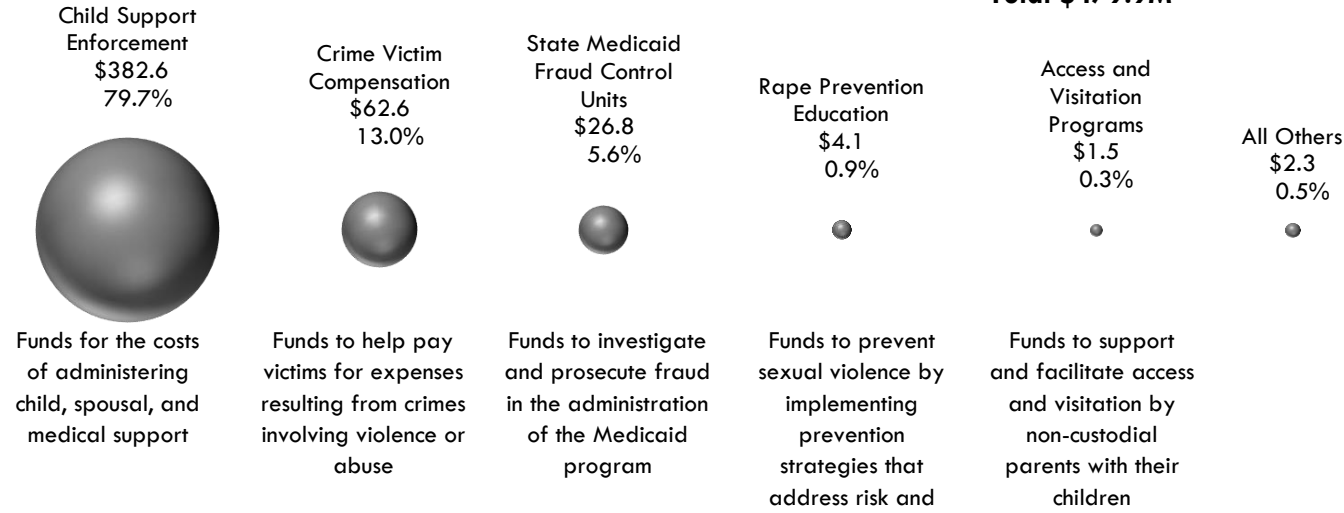 Child Support
Enforcement
$382.6
79.7%
Crime Victim
Compensation
$62.6
13.0%
State Medicaid
Fraud Control
Units
$26.8
5.6%
Rape Prevention
Education
$4.1
0.9%
Access and
Visitation
Programs
$1.5
0.3%
All Others
$2.3
0.5%
Funds for the costs
of administering
child, spousal, and
medical support
Funds to help pay
victims for expenses
resulting from crimes
involving violence or
abuse
Funds to investigate
and prosecute fraud
in the administration
of the Medicaid
program
Funds to prevent
sexual violence by
implementing
prevention
strategies that
address risk and
Funds to support
and facilitate access
and visitation by
non-custodial
parents with their
children